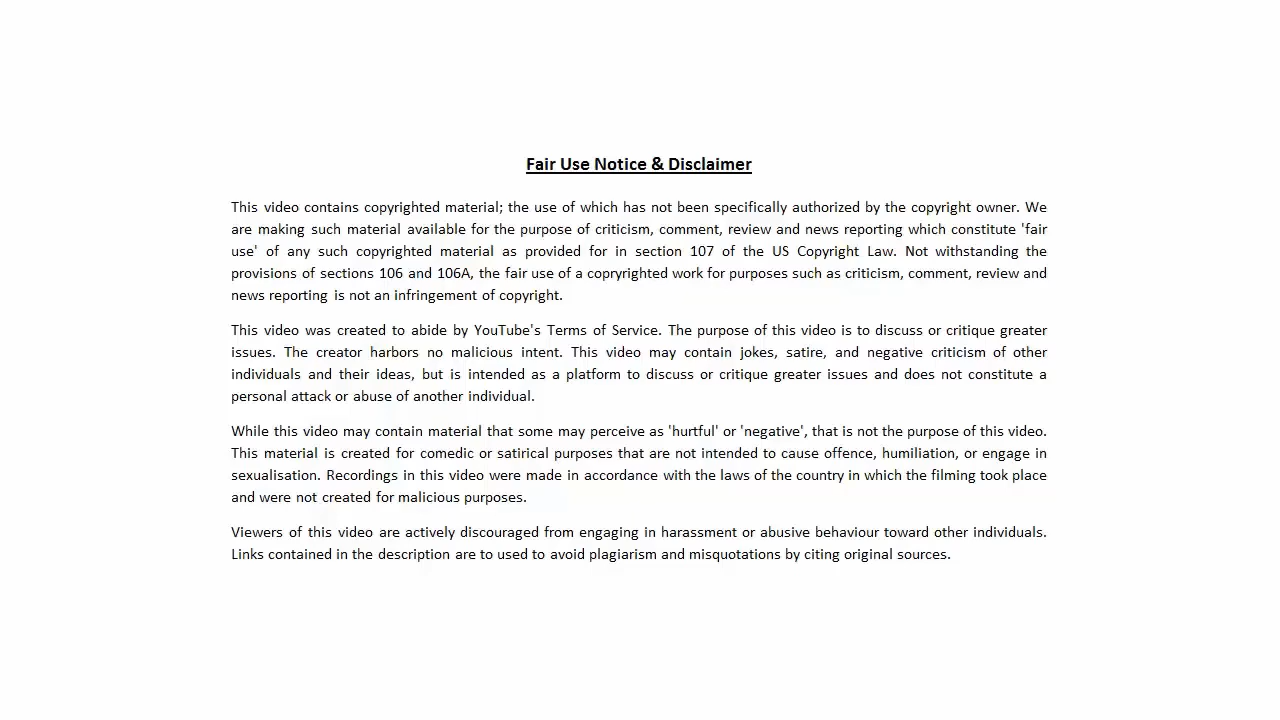 Fair Use Notice & Disclaimer
This video contains copyrighted material; the use of which has not been specifically authorized by the copyright owner. We
are making such material available for the purpose of criticism, comment, review and news reporting which constitute 'fair
use' of any such copyrighted material as provided for in section 107 of the US Copyright Law. Not withstanding the
provisions of sections 106 and 106A, the fair use of a copryrighted work for purposes such as criticism, comment, review and
news reporting is not an infringement of copyright.
This video was created to abide by YouTube's Terms of Service. The purpose of this video is to discuss or critique greater
issues. The creator harbors no malicious intent. This video may contain jokes, satire, and negative criticism of other
individuals and their ideas, but is intended as a platform to discuss or critique greater issues and does not constitute a
personal attack or abuse of another individual.
While this video may contain material that some may perceive as 'hurtful' or 'negative', that is not the purpose of this video.
This material is created for comedic or satirical purposes that are not intended to cause offence, humiliation, or engage in
sexualisation. Recordings in this video were made in accordance with the laws of the country in which the filming took place
and were not created for malicious purposes.
Viewers of this video are actively discouraged from engaging in harassment or abusive behaviour toward other individuals.
Links contained in the description are to used to avoid plagiarism and misquotations by citing original sources.